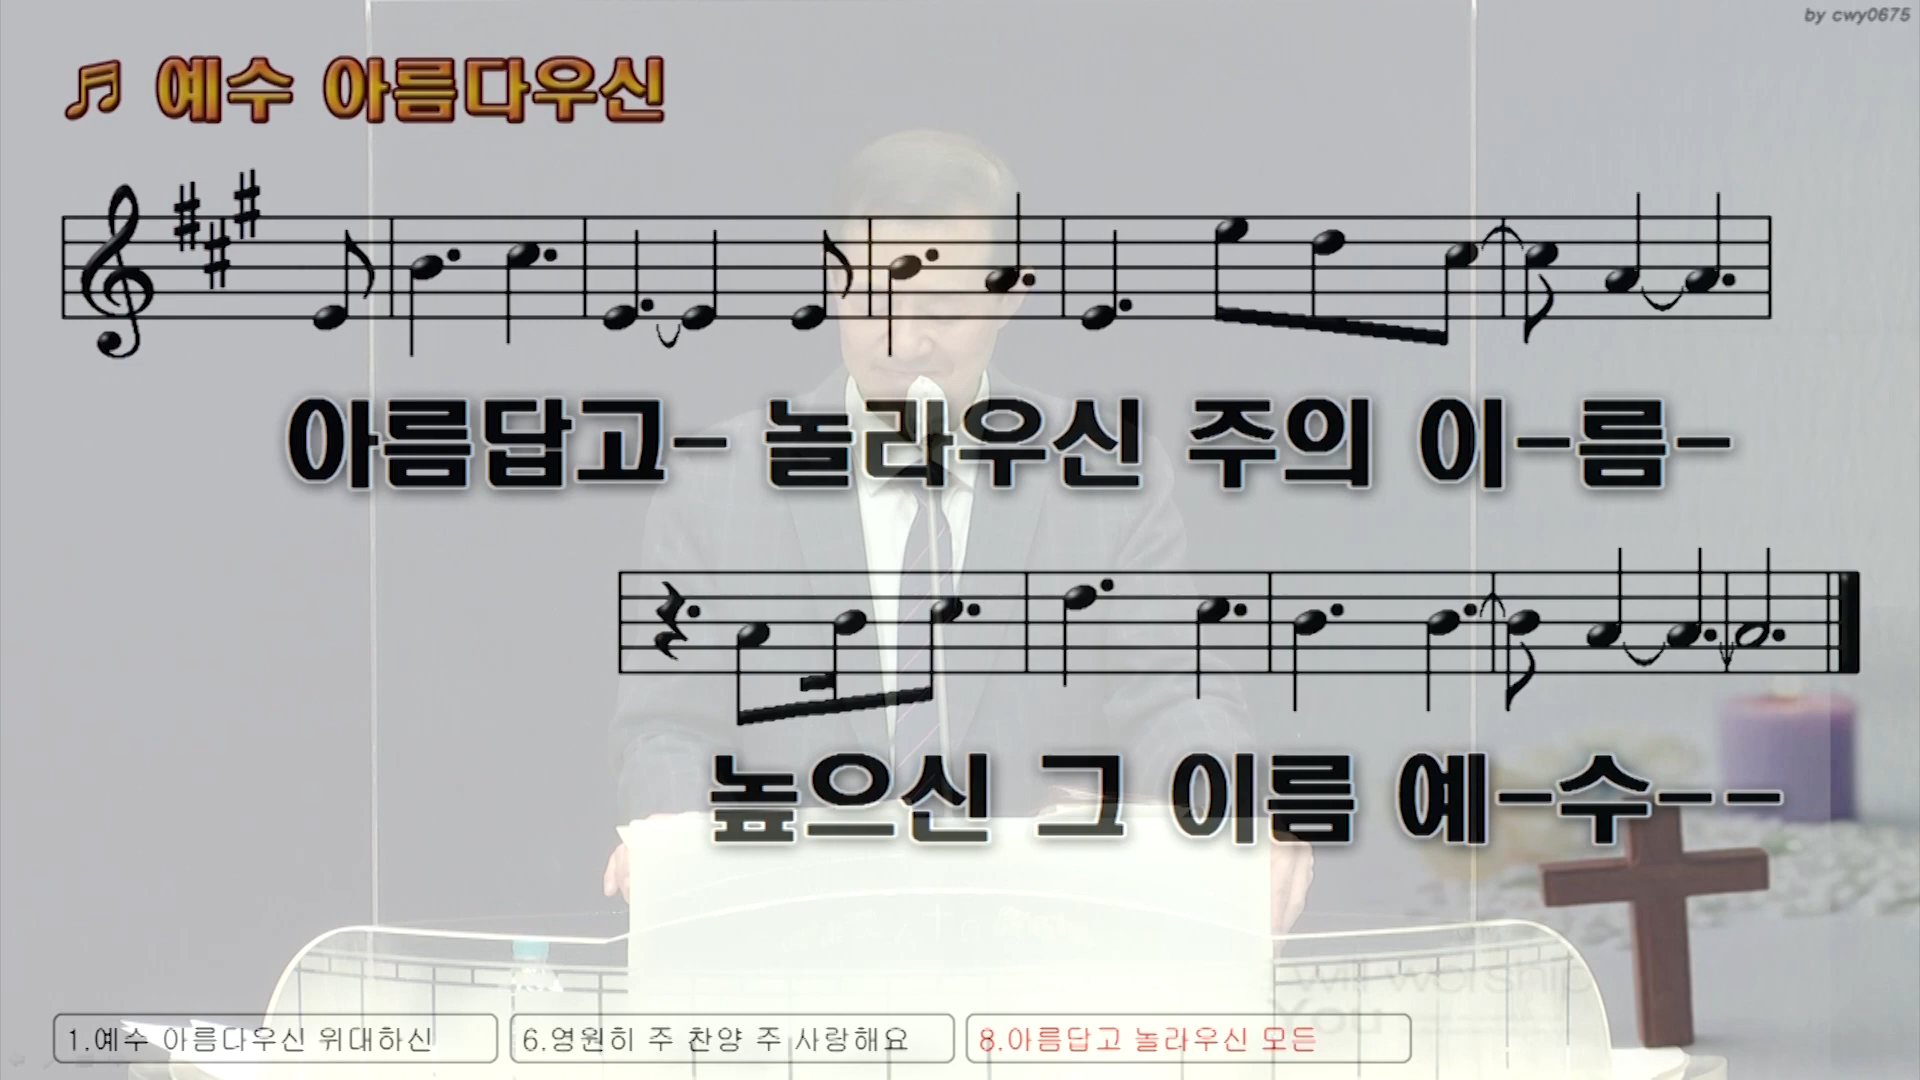 by cwy0675
예수 아름다우신
아름답고- 놀라우신 주의 이-름-
높으신 그 이름 예-수--
will worship
You
1.예수 아름다우신 위대하신
6.영원히 주 찬양 주 사랑해요
8.아름답고 놀라우신 모든